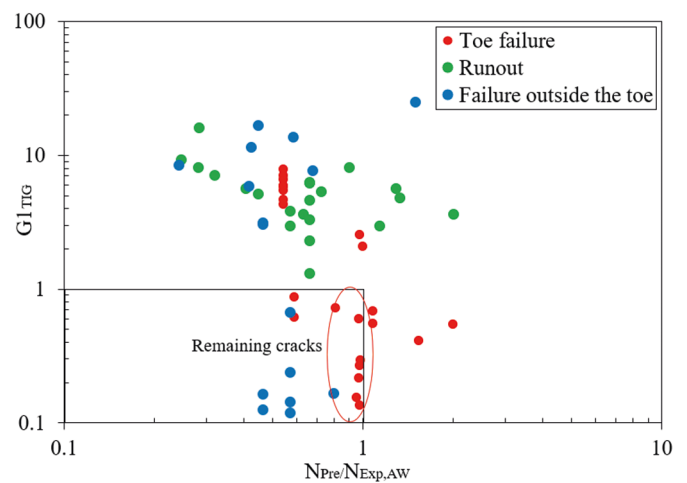 100
10
1
0.1
G1TIG
Toe failure
Runout
Failure outside the toe
Remaining cracks
0.1 1 10
NPre/NExp,AW